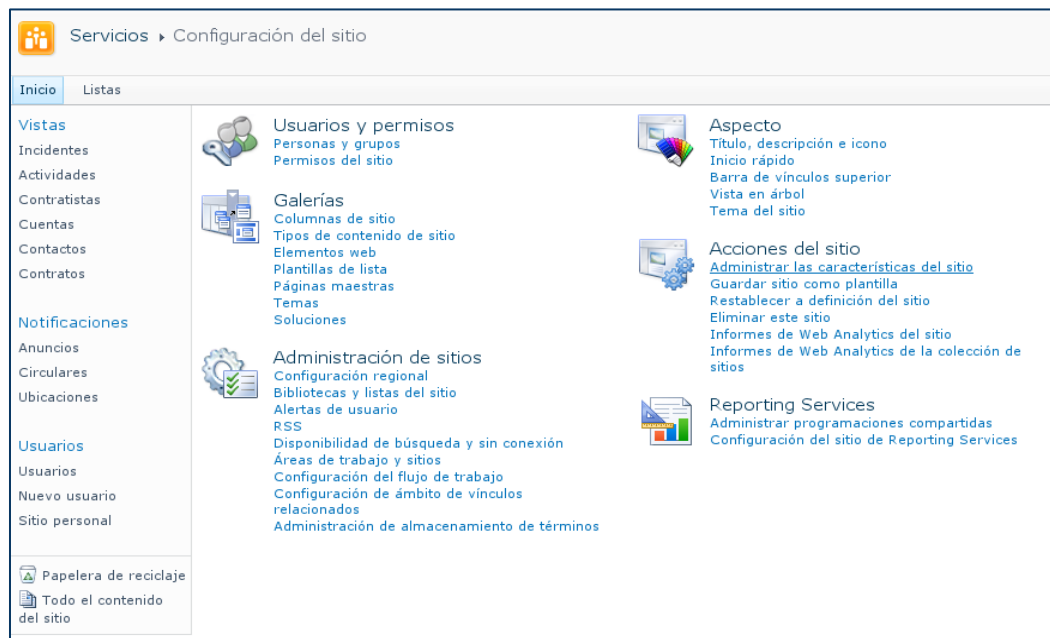 Servicios ▸ Configuración del sitio
Inicio Listas
Vistas
Incidentes
Actividades
Contratistas
Cuentas
Contactos
Contratos
Notificaciones
Anuncios
Circulares
Ubicaciones
Usuarios
Usuarios
Nuevo usuario
Sitio personal
Papelera de reciclaje
Todo el contenido
del sitio
Usuarios y permisos
Personas y grupos
Permisos del sitio
Galerías
Columnas de sitio
Tipos de contenido de sitio
Elementos web
Plantillas de lista
Páginas maestras
Temas
Soluciones
Administración de sitios
Configuración regional
Bibliotecas y listas del sitio
Alertas de usuario
RSS
Disponibilidad de búsqueda y sin conexión
Áreas de trabajo y sitios
Configuración del flujo de trabajo
Configuración de ámbito de vínculos
relacionados
Administración de almacenamiento de términos
Aspecto
Título, descripción e icono
Inicio rápido
Barra de vínculos superior
Vista en árbol
Tema del sitio
Acciones del sitio
Administrar las características del sitio
Guardar sitio como plantilla
Restablecer a definición del sitio
Eliminar este sitio
Informes de Web Analytics del sitio
Informes de Web Analytics de la colección de
sitios
Reporting Services
Administrar programaciones compartidas
Configuración del sitio de Reporting Services